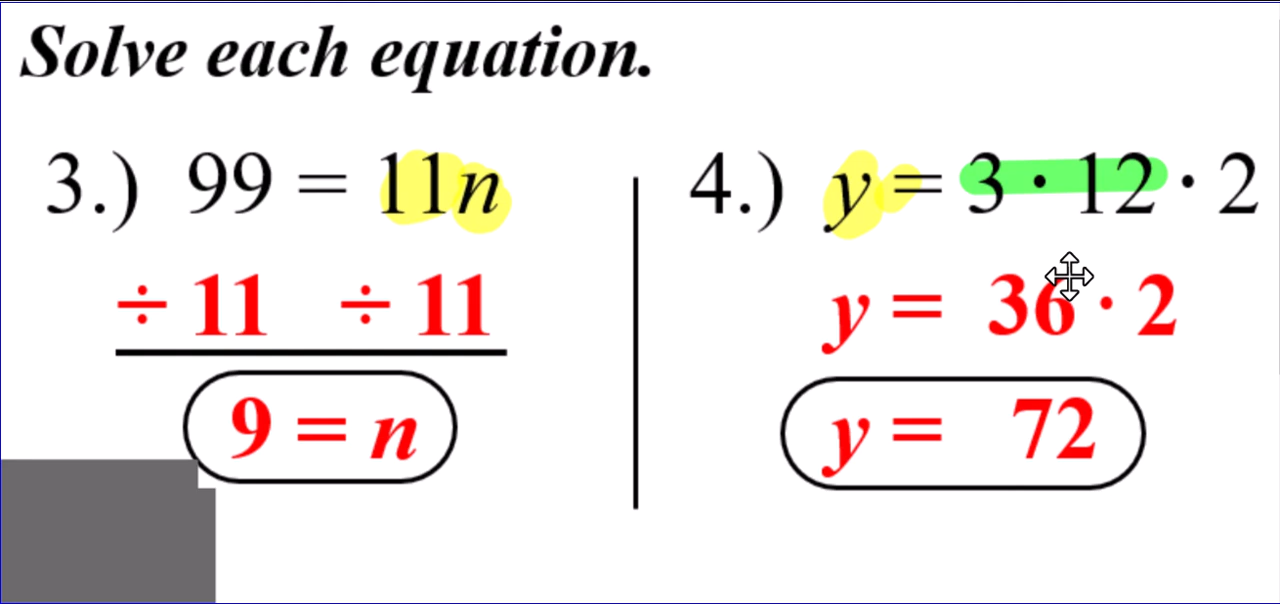 Solve each equation.
3.) 99 = 11n
÷ 11 ÷ 11
9 = n
4.) y = 3 · 12 · 2
y = 36 · 2
y = 72